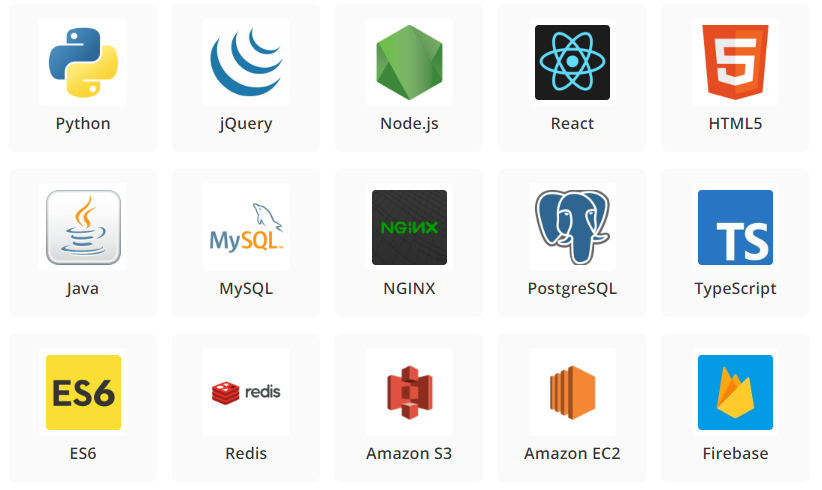 Python
jQuery
Node.js
React
5
HTML5
Java
MySQL™
MySQL
NGINX
NGINX
PostgreSQL
TS
TypeScript
ES6
ES6
redis
Redis
Amazon S3
Amazon EC2
Firebase